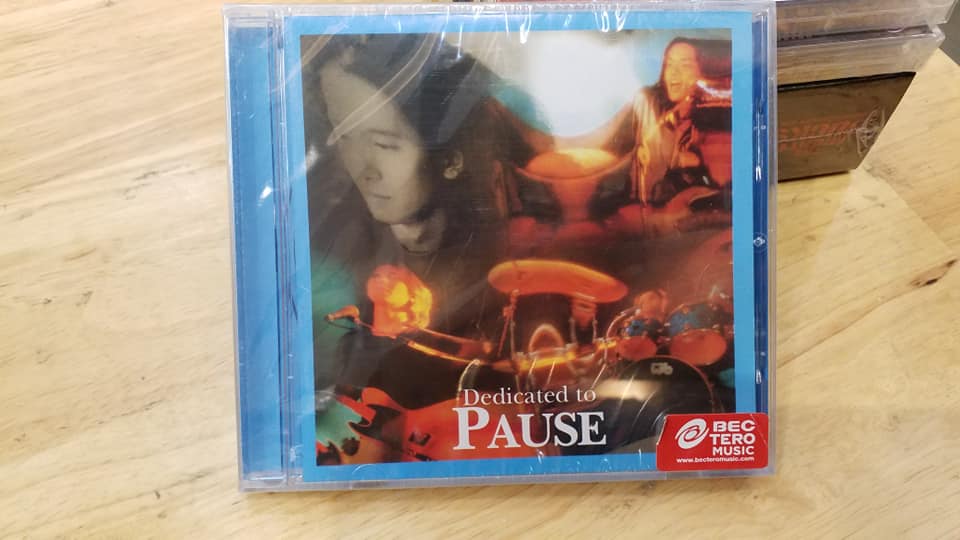 Dedicated to
PAUSE
BEC
TERO
MUSIC
www.becteromusic.com